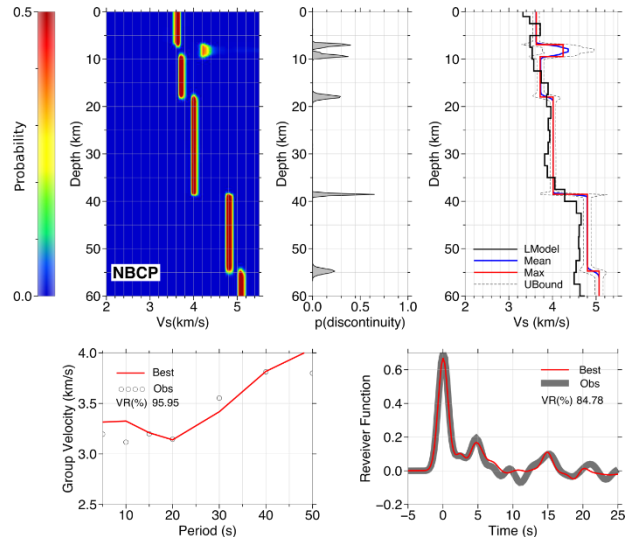 0.5
0.0
Probability
0
10
20
30
40
50
60
Depth (km)
NBCP
2 3 4 5
Vs(km/s)
0
10
20
30
40
50
60
Depth (km)
0.0 0.2 0.4 0.6 0.8 1.0
p(discontinuity)
0
10
20
30
40
50
60
Depth (km)
LModel
Mean
Max
UBound
2 3 4 5
Vs (km/s)
4.0
3.5
3.0
2.5
Group Velocity (km/s)
Best
Obs
VR(%) 95.95
10 20 30 40 50
Period (s)
0.6
0.4
0.2
0.0
−0.2
Reveiver Function
Best
Obs
VR(%) 84.78
−5 0 5 10 15 20 25
Time (s)